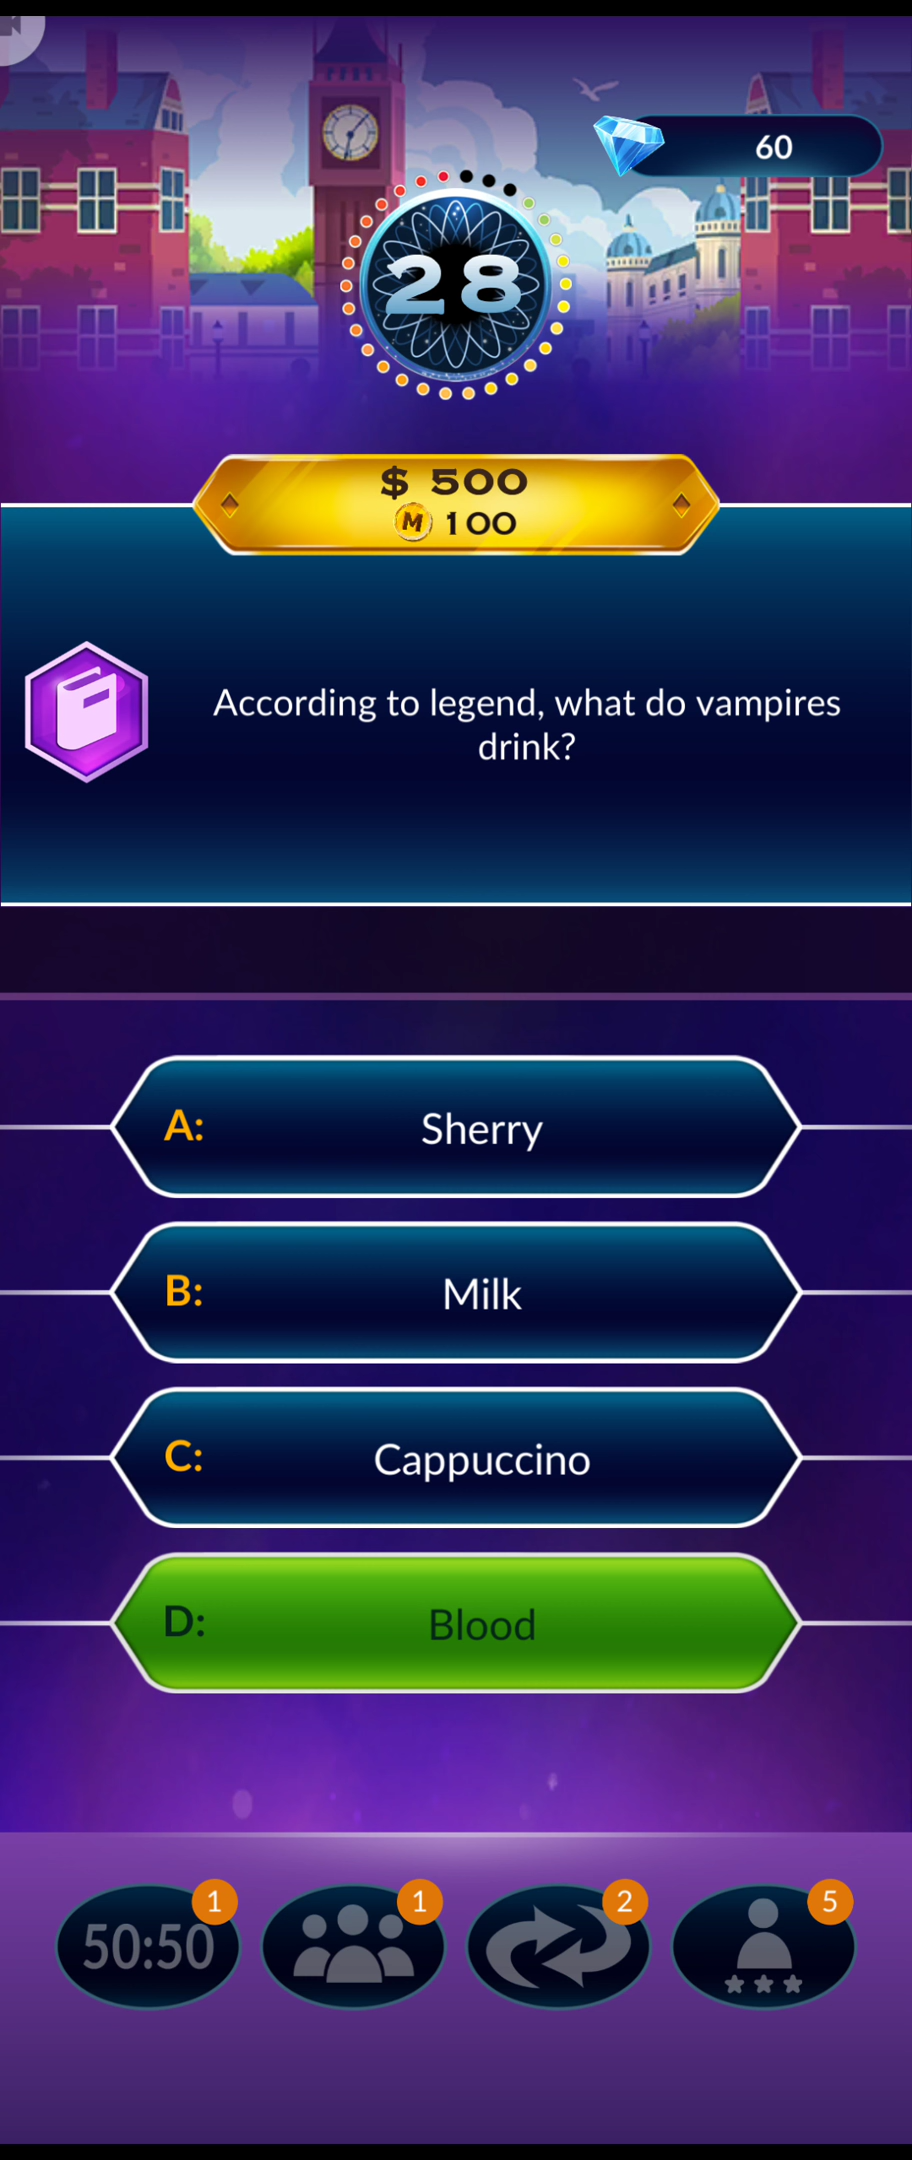 60
28
$ 500
M 100
According to legend, what do vampires
drink?
A: Sherry
B: Milk
C: Cappuccino
D: Blood
1
1
2
5
50:50